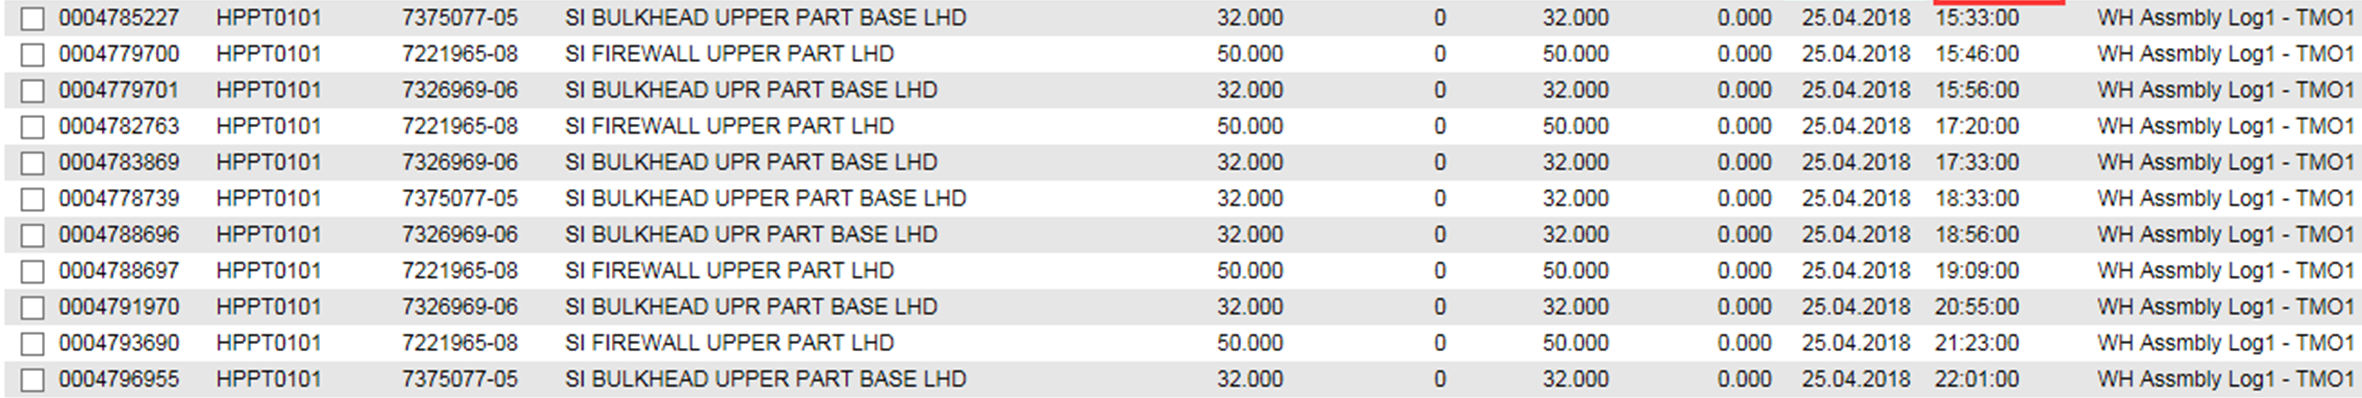 0004785227 HPPT0101 7375077-05 SI BULKHEAD UPPER PART BASE LHD 32.000 0 32.000 0.000 25.04.2018 15:33:00 WH Assmbly Log1 - TMO1
0004779700 HPPT0101 7221965-08 SI FIREWALL UPPER PART LHD 50.000 0 50.000 0.000 25.04.2018 15:46:00 WH Assmbly Log1 - TMO1
0004779701 HPPT0101 7326969-06 SI BULKHEAD UPR PART BASE LHD 32.000 0 32.000 0.000 25.04.2018 15:56:00 WH Assmbly Log1 - TMO1
0004782763 HPPT0101 7221965-08 SI FIREWALL UPPER PART LHD 50.000 0 50.000 0.000 25.04.2018 17:20:00 WH Assmbly Log1 - TMO1
0004783869 HPPT0101 7326969-06 SI BULKHEAD UPR PART BASE LHD 32.000 0 32.000 0.000 25.04.2018 17:33:00 WH Assmbly Log1 - TMO1
0004778739 HPPT0101 7375077-05 SI BULKHEAD UPPER PART BASE LHD 32.000 0 32.000 0.000 25.04.2018 18:33:00 WH Assmbly Log1 - TMO1
0004788696 HPPT0101 7326969-06 SI BULKHEAD UPR PART BASE LHD 32.000 0 32.000 0.000 25.04.2018 18:56:00 WH Assmbly Log1 - TMO1
0004788697 HPPT0101 7221965-08 SI FIREWALL UPPER PART LHD 50.000 0 50.000 0.000 25.04.2018 19:09:00 WH Assmbly Log1 - TMO1
0004791970 HPPT0101 7326969-06 SI BULKHEAD UPR PART BASE LHD 32.000 0 32.000 0.000 25.04.2018 20:55:00 WH Assmbly Log1 - TMO1
0004793690 HPPT0101 7221965-08 SI FIREWALL UPPER PART LHD 50.000 0 50.000 0.000 25.04.2018 21:23:00 WH Assmbly Log1 - TMO1
0004796955 HPPT0101 7375077-05 SI BULKHEAD UPPER PART BASE LHD 32.000 0 32.000 0.000 25.04.2018 22:01:00 WH Assmbly Log1 - TMO1